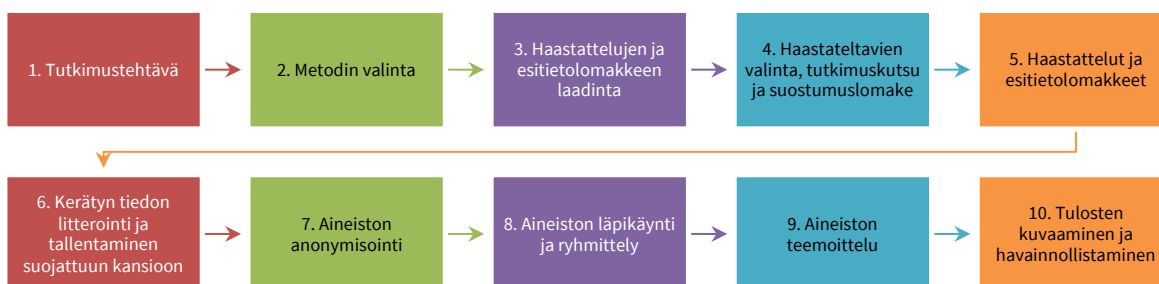 1. Tutkimustehtävä
2. Metodin valinta
3. Haastattelujen ja
esitietolomakkeen
laadinta
4. Haastateltavien
valinta, tutkimuskutsu
ja suostumuslomake
5. Haastattelut ja
esitietolomakkeet
6. Kerätyn tiedon
litterointi ja
tallentaminen
suojattuun kansioon
7. Aineiston
anonymisointi
8. Aineiston läpikäynti
ja ryhmittely
9. Aineiston
teemoittelu
10. Tulosten
kuvaaminen ja
havainnollistaminen